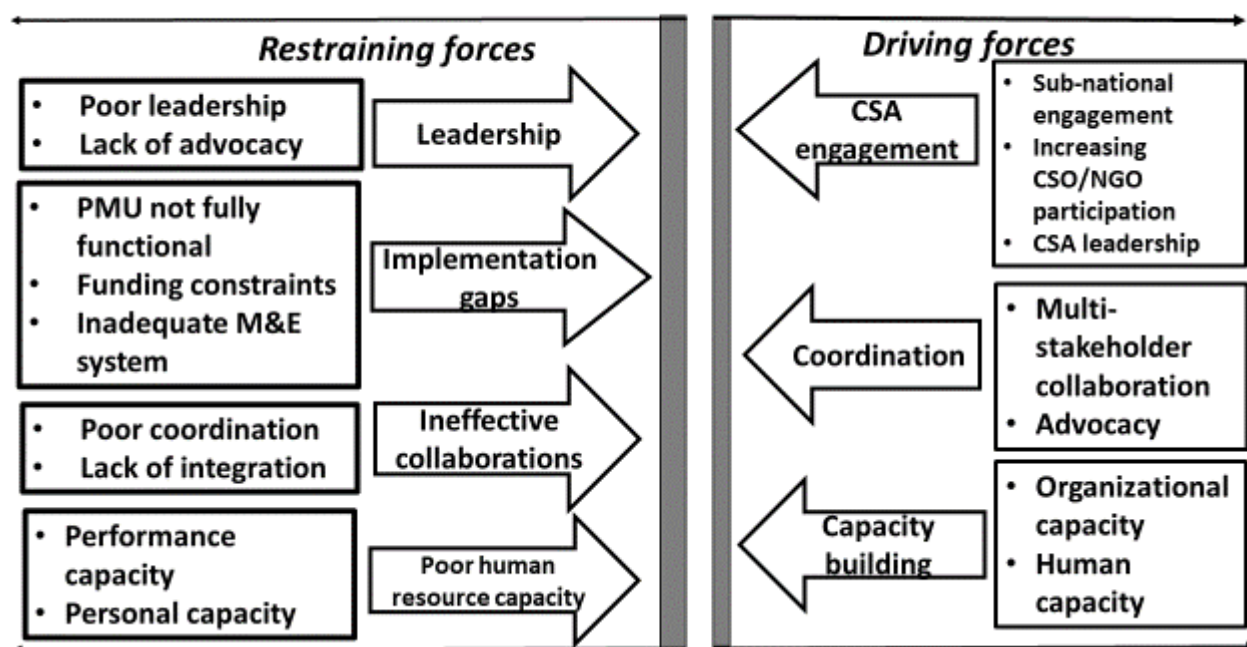 Restraining forces
• Poor leadership
• Lack of advocacy
Leadership
• PMU not fully
functional
• Funding constraints
• Inadequate M&E
system
Implementation
gaps
• Poor coordination
• Lack of integration
Ineffective
collaborations
• Performance
capacity
• Personal capacity
Poor human
resource capacity
Driving forces
CSA
engagement
• Sub-national
engagement
• Increasing
CSO/NGO
participation
• CSA leadership
Coordination
• Multi-
stakeholder
collaboration
• Advocacy
Capacity
building
• Organizational
capacity
• Human
capacity